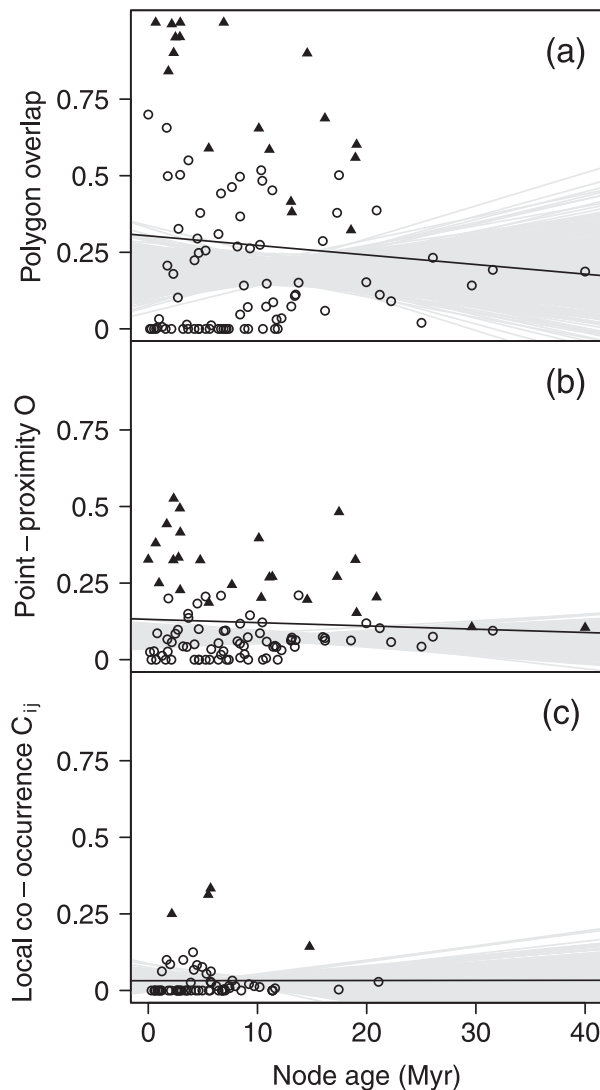 (a)
Polygon overlap
0.75
0.5
0.25
0
(b)
Point−proximity O
0.75
0.5
0.25
0
(c)
Local co−occurrence Cij
0.75
0.5
0.25
0
0 10 20 30 40
Node age (Myr)